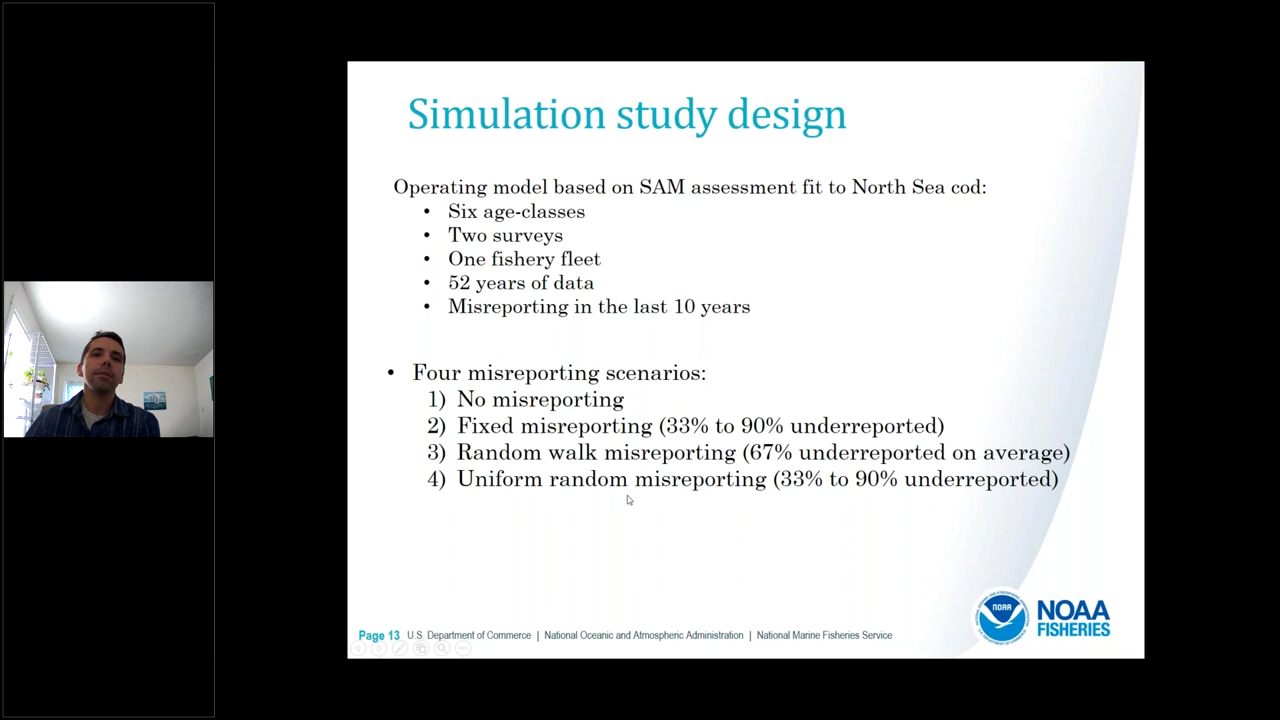 Simulation study design
Operating model based on SAM assessment fit to North Sea cod:
• Six age-classes
• Two surveys
• One fishery fleet
• 52 years of data
• Misreporting in the last 10 years
• Four misreporting scenarios:
1) No misreporting
2) Fixed misreporting (33% to 90% underreported)
3) Random walk misreporting (67% underreported on average)
4) Uniform random misreporting (33% to 90% underreported)
NOAA
NOAA
FISHERIES
Page 13 U.S. Department of Commerce | National Oceanic and Atmospheric Administration | National Marine Fisheries Service